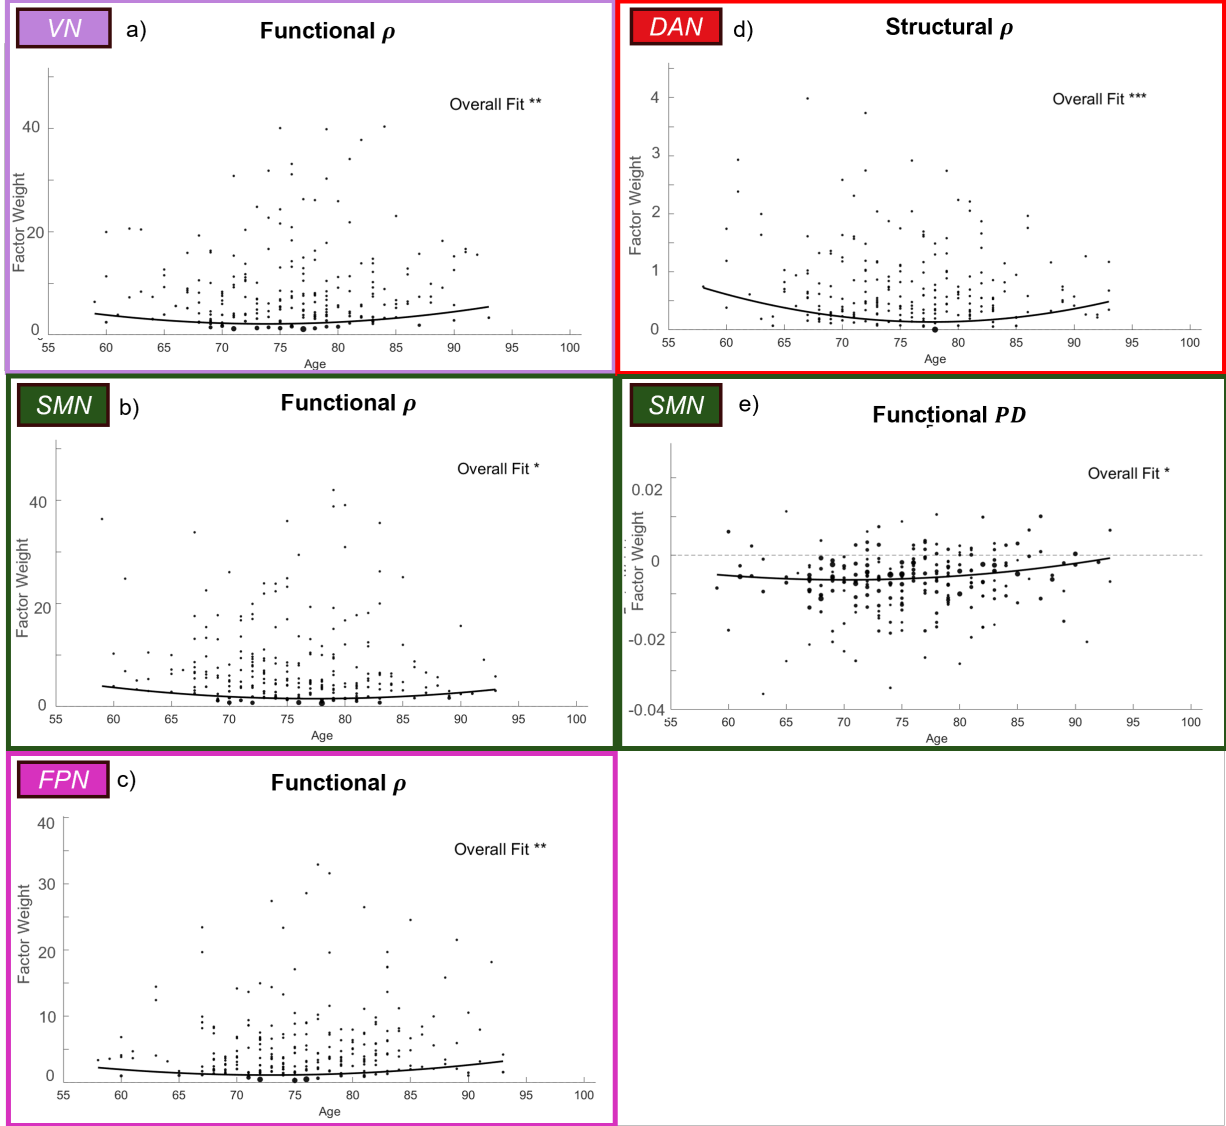 VN a) Functional ρ
Overall Fit **
Factor Weight
40
20
0
55 60 65 70 75 80 85 90 95 100
Age
DAN d) Structural ρ
Overall Fit ***
Factor Weight
4
3
2
1
0
55 60 65 70 75 80 85 90 95 100
Age
SMN b) Functional ρ
Overall Fit *
Factor Weight
40
20
0
55 60 65 70 75 80 85 90 95 100
Age
SMN e) Functional PD
Overall Fit *
Factor Weight
0.02
0
-0.02
-0.04
55 60 65 70 75 80 85 90 95 100
Age
FPN c) Functional ρ
Overall Fit **
Factor Weight
40
30
20
10
0
55 60 65 70 75 80 85 90 95 100
Age